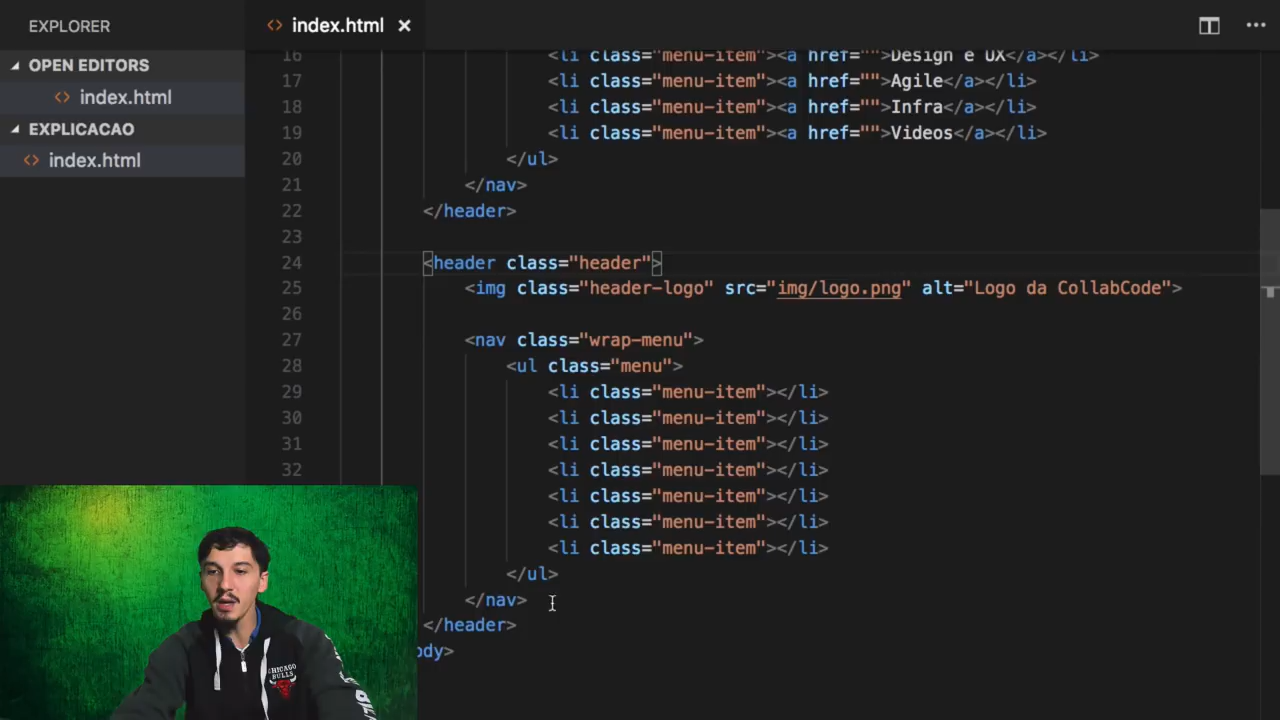 EXPLORER
index.html
OPEN EDITORS
index.html
EXPLICACAO
index.html
16 <li class="menu-item"><a href="">Design e UX</a></li>
17 <li class="menu-item"><a href="">Agile</a></li>
18 <li class="menu-item"><a href="">Infra</a></li>
19 <li class="menu-item"><a href="">Videos</a></li>
20 </ul>
21 </nav>
22 </header>
23
24 <header class="header">
25 <img class="header-logo" src="img/logo.png" alt="Logo da CollabCode">
26
27 <nav class="wrap-menu">
28 <ul class="menu">
29 <li class="menu-item"></li>
30 <li class="menu-item"></li>
31 <li class="menu-item"></li>
32 <li class="menu-item"></li>
<li class="menu-item"></li>
<li class="menu-item"></li>
<li class="menu-item"></li>
</ul>
</nav>
</header>
ody>
CHICAGO
BULLS